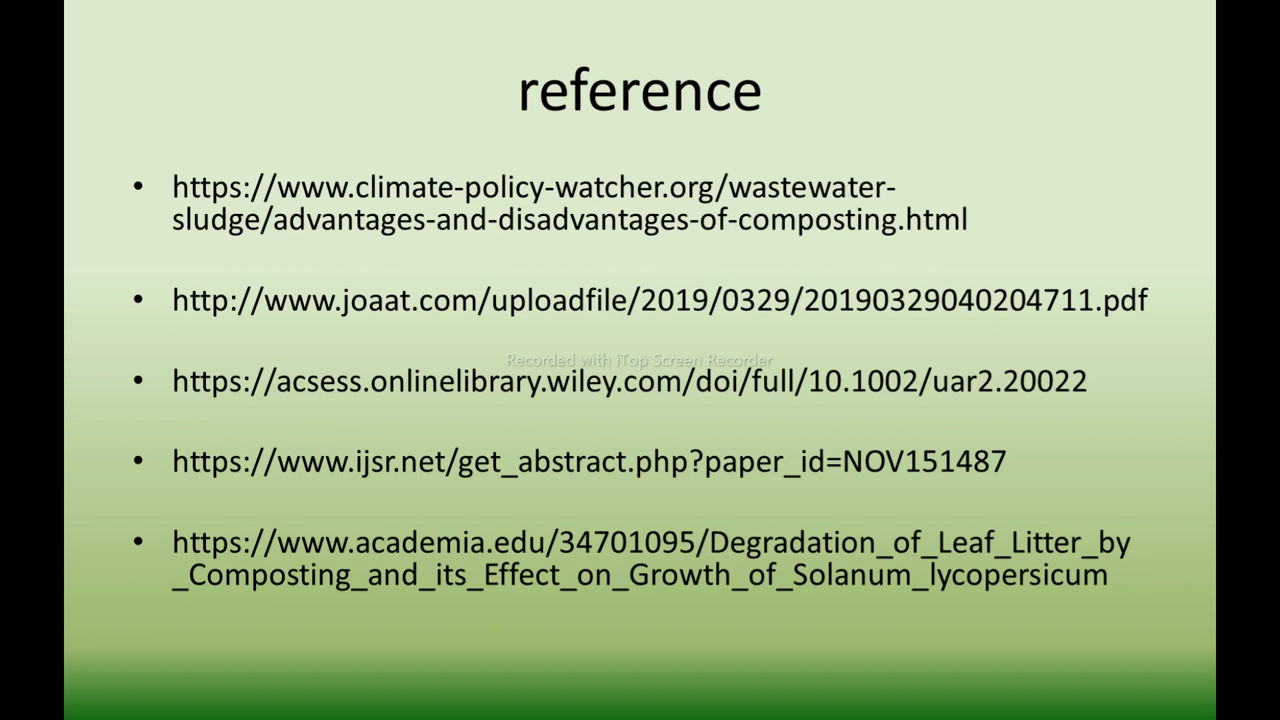 reference
• https://www.climate-policy-watcher.org/wastewater-
sludge/advantages-and-disadvantages-of-composting.html
• http://www.joaat.com/uploadfile/2019/0329/20190329040204711.pdf
Recorded with iTop Screen Recorder
• https://acsess.onlinelibrary.wiley.com/doi/full/10.1002/uar2.20022
• https://www.ijsr.net/get_abstract.php?paper_id=NOV151487
• https://www.academia.edu/34701095/Degradation_of_Leaf_Litter_by
_Composting_and_its_Effect_on_Growth_of_Solanum_lycopersicum